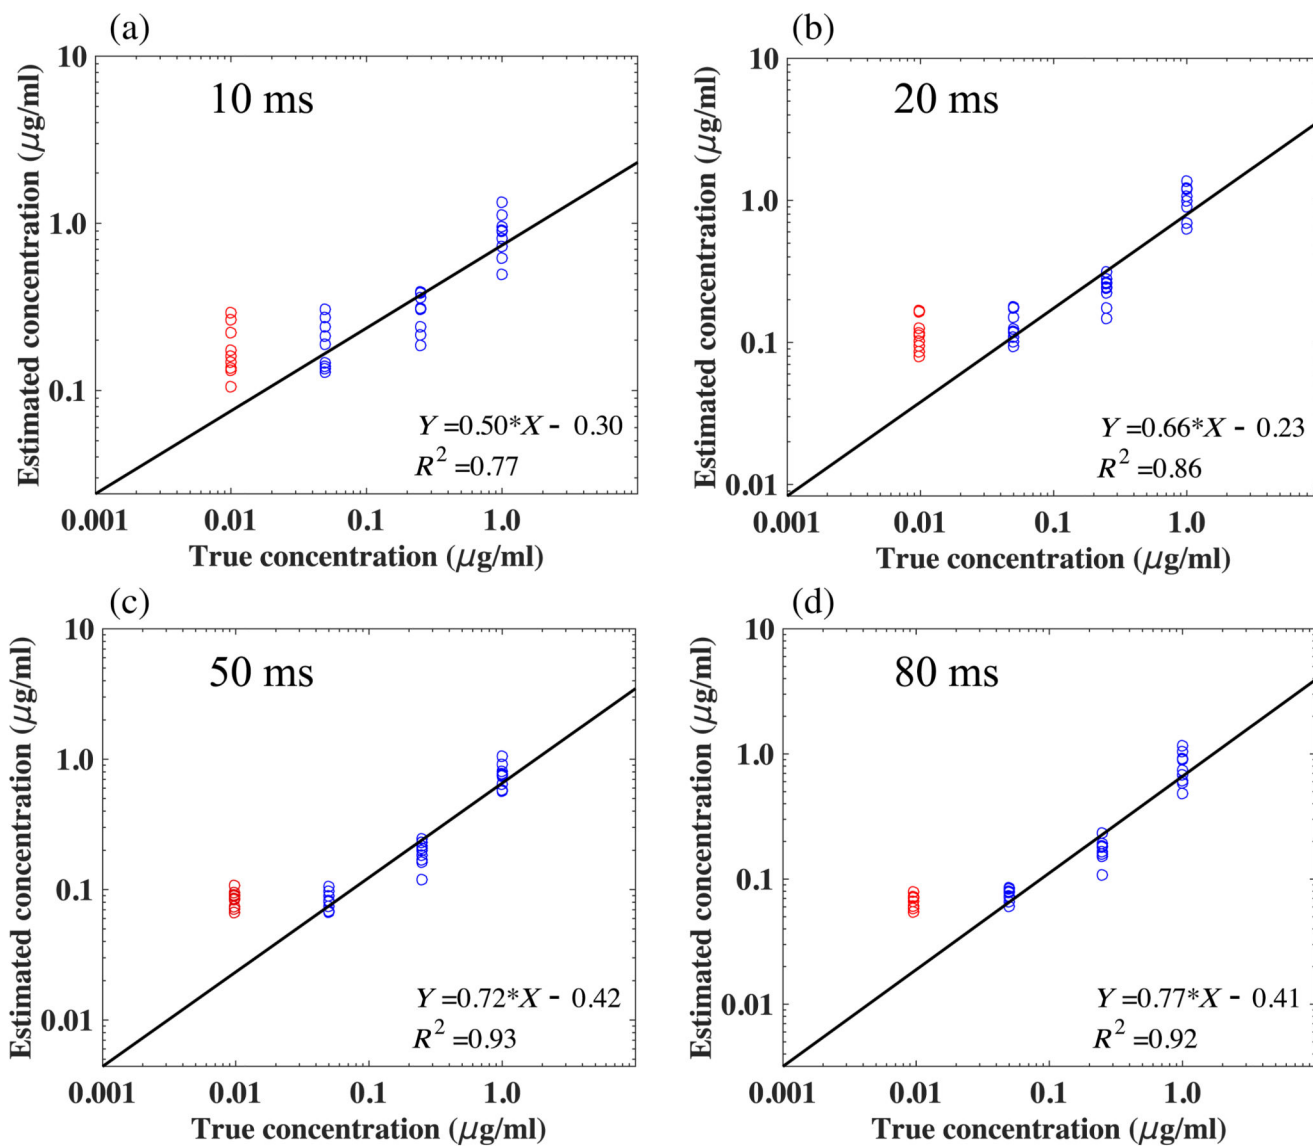 (a)
10 ms
Estimated concentration (μg/ml)
10
1.0
0.1
Y=0.50*X − 0.30
R² =0.77
0.001 0.01 0.1 1.0
True concentration (μg/ml)
(b)
20 ms
Estimated concentration (μg/ml)
10
1.0
0.1
0.01
Y=0.66*X − 0.23
R² =0.86
0.001 0.01 0.1 1.0
True concentration (μg/ml)
(c)
50 ms
Estimated concentration (μg/ml)
10
1.0
0.1
0.01
Y=0.72*X − 0.42
R² =0.93
0.001 0.01 0.1 1.0
True concentration (μg/ml)
(d)
80 ms
Estimated concentration (μg/ml)
10
1.0
0.1
0.01
Y=0.77*X − 0.41
R² =0.92
0.001 0.01 0.1 1.0
True concentration (μg/ml)